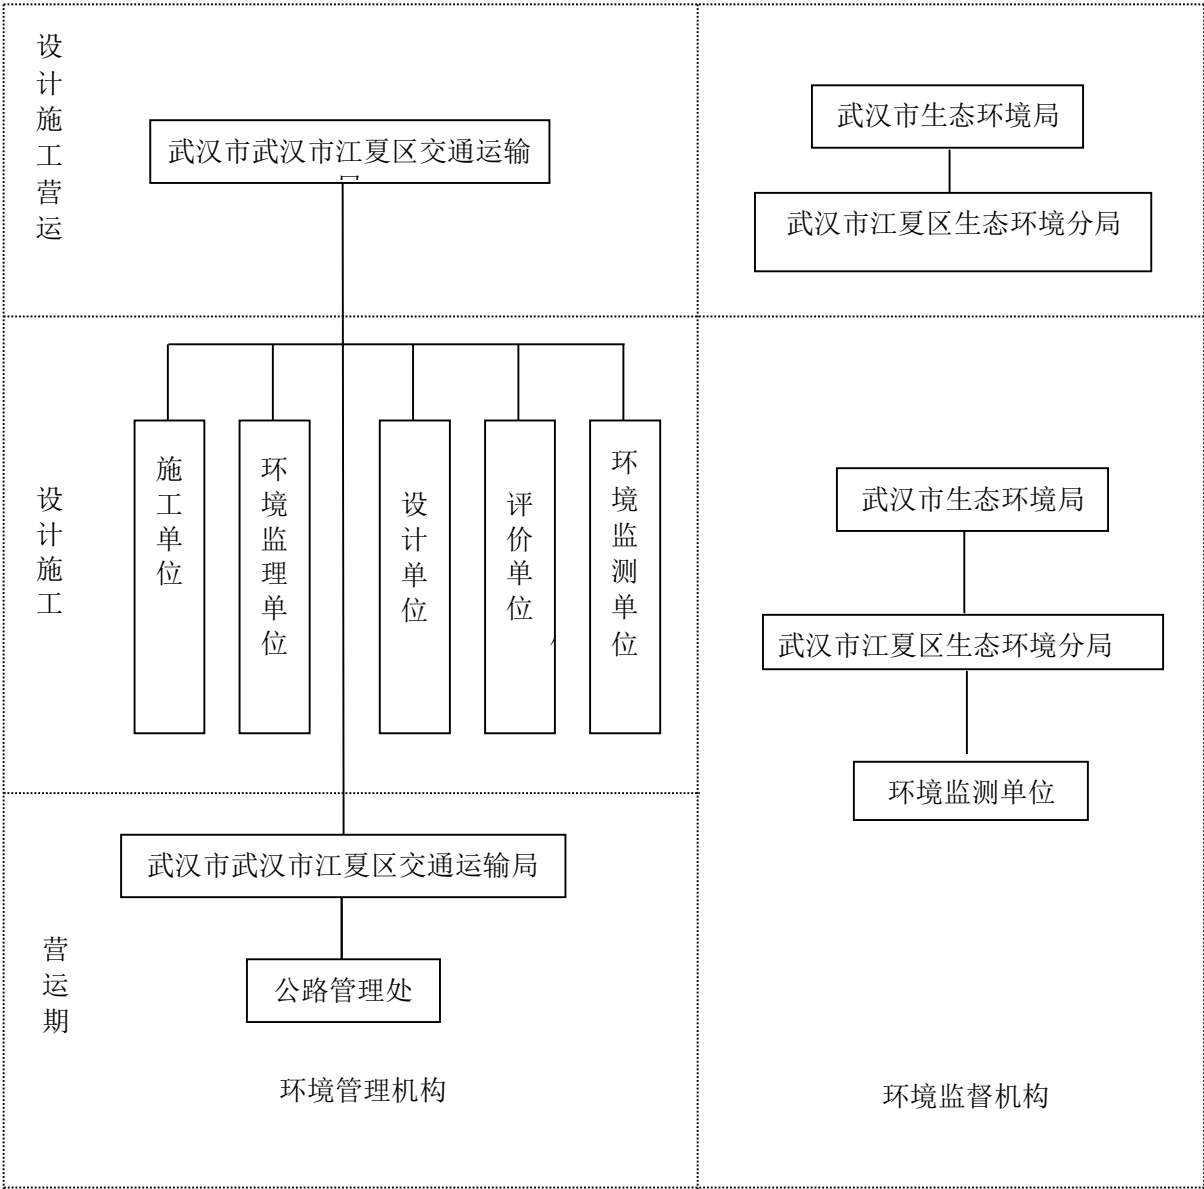 设计施工营运
武汉市武汉市江夏区交通运输
武汉市生态环境局
武汉市江夏区生态环境分局
设计施工
施工单位
环境监理单位
设计单位
评价单位
环境监测单位
武汉市生态环境局
武汉市江夏区生态环境分局
环境监测单位
营运期
武汉市武汉市江夏区交通运输局
公路管理处
环境管理机构
环境监督机构